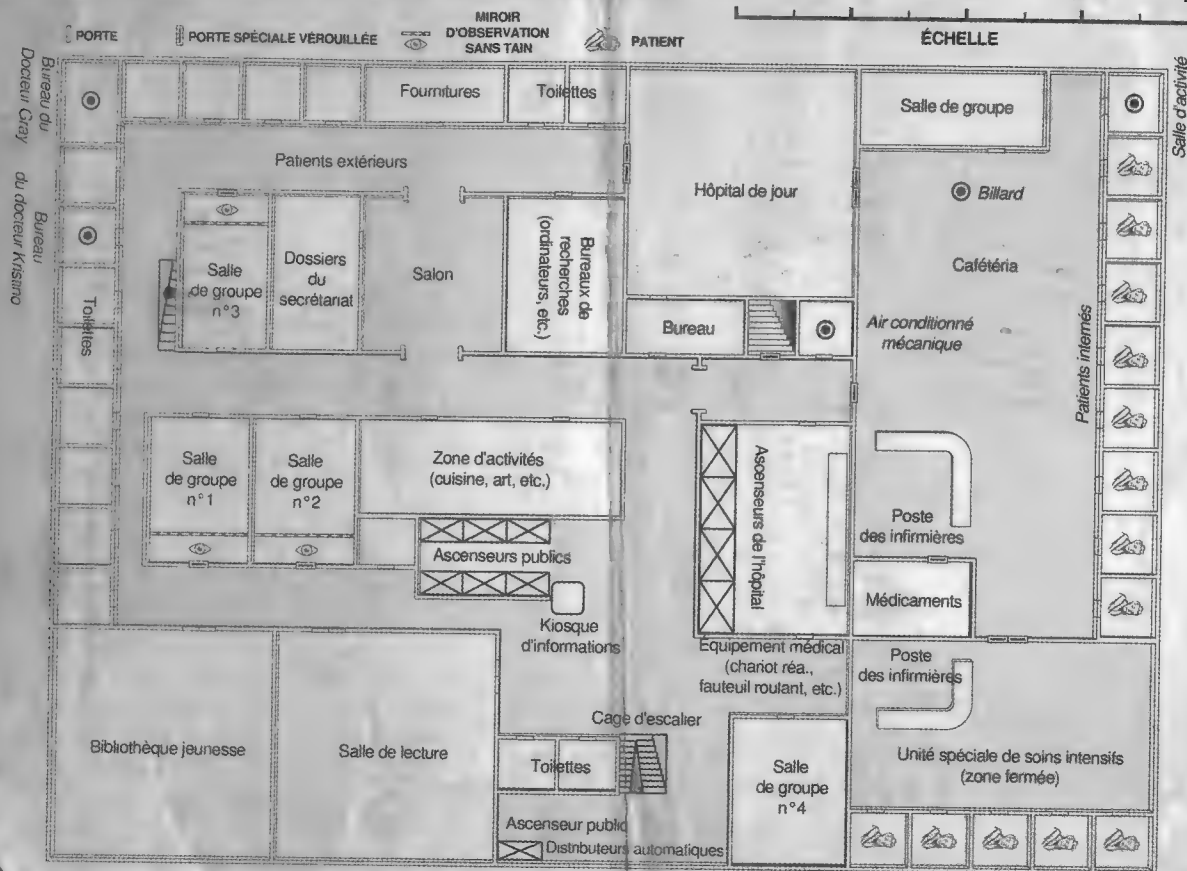 PORTE
PORTE SPÉCIALE VÉROUILLÉE
MIROIR
D'OBSERVATION
SANS TAIN
PATIENT
ÉCHELLE
Bureau du
Docteur Gray
Bureau
du docteur Kristimo
Toilettes
Fournitures
Toilettes
Patients extérieurs
Salle
de groupe
n°3
Dossiers
du
secrétariat
Salon
Bureaux de
recherches
(ordinateurs, etc.)
Hôpital de jour
Bureau
Salle de groupe
Billard
Cafétéria
Air conditionné
mécanique
Patients internés
Salle d'activité
Salle
de groupe
n°1
Salle
de groupe
n°2
Zone d'activités
(cuisine, art, etc.)
Ascenseurs publics
Kiosque
d'informations
Ascenseurs de l'hôpital
Poste
des infirmières
Médicaments
Equipement médical
(chariot réa.,
fauteuil roulant, etc.)
Poste
des infirmières
Unité spéciale de soins intensifs
(zone fermée)
Bibliothèque jeunesse
Salle de lecture
Cage d'escalier
Toilettes
Salle
de groupe
n°4
Ascenseur public
Distributeurs automatiques